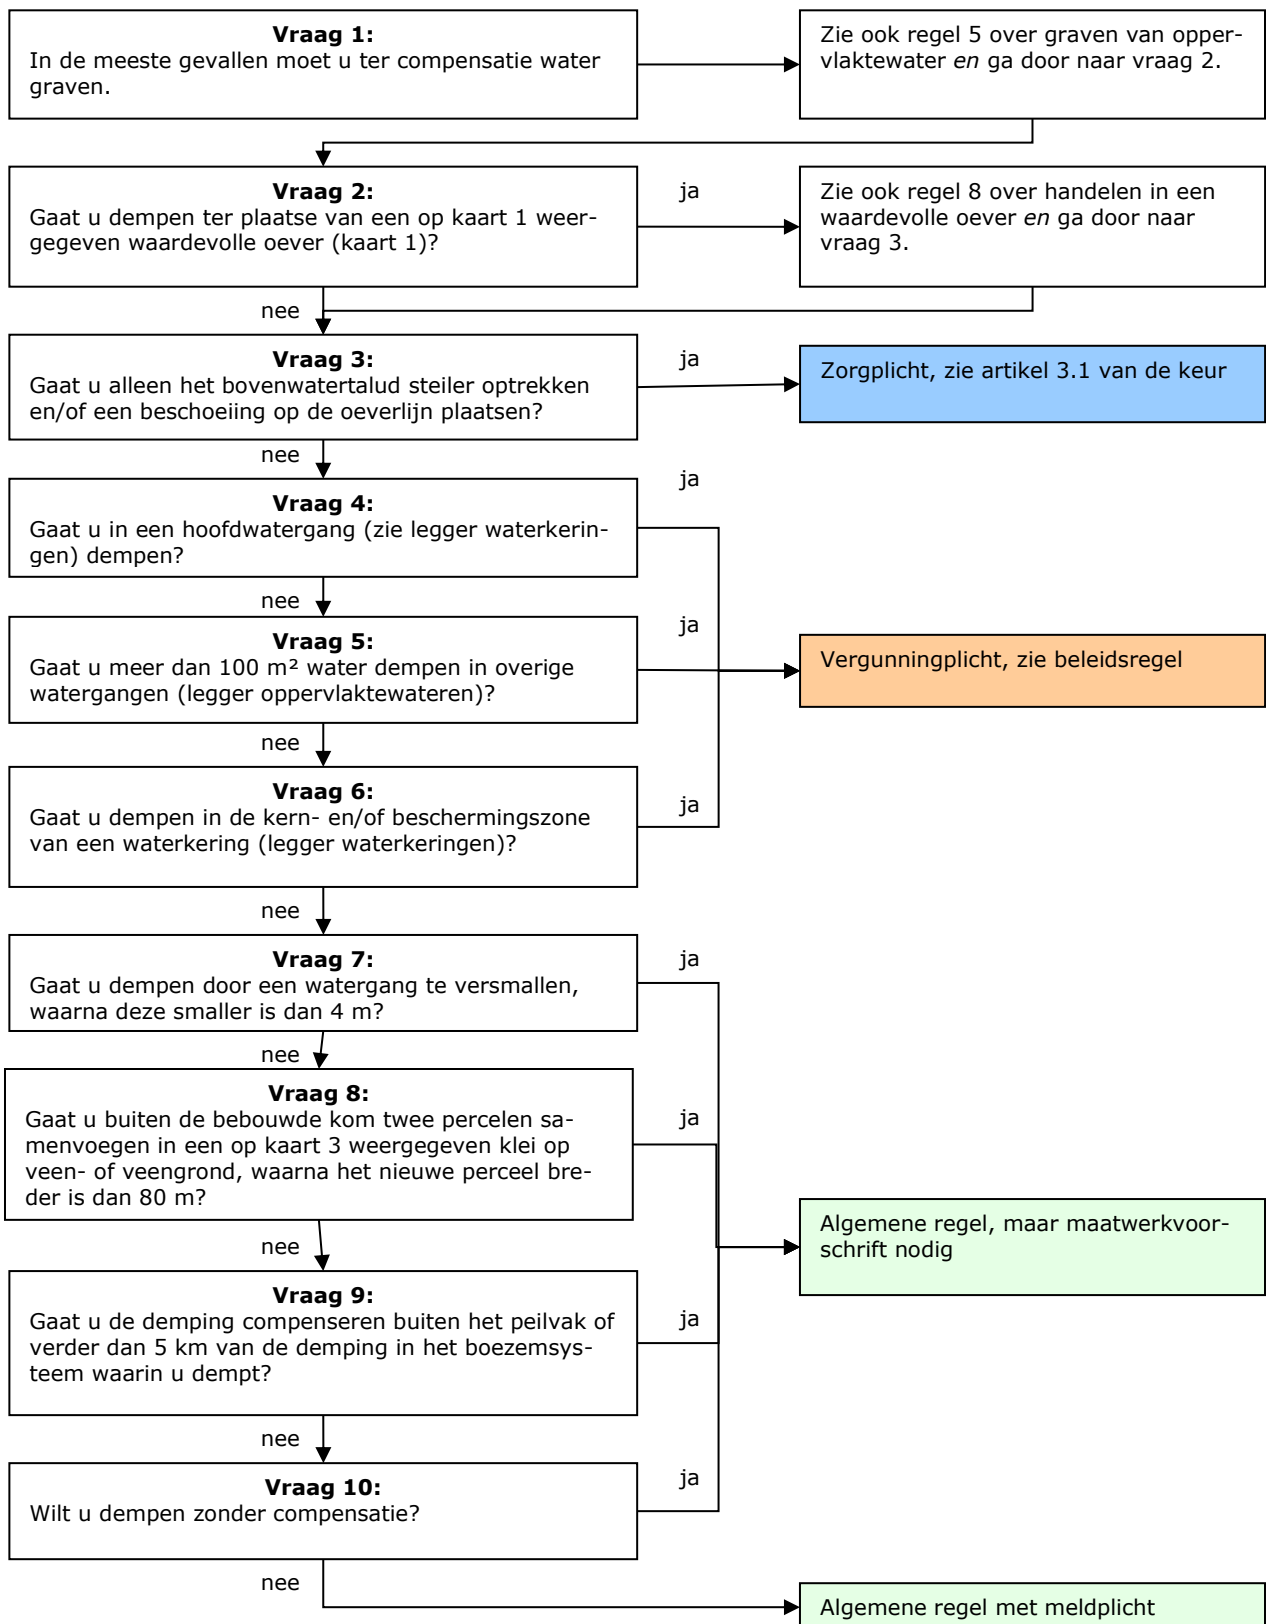 Vraag 1:
In de meeste gevallen moet u ter compensatie water
graven.
Zie ook regel 5 over graven van opper-
vlaktewater en ga door naar vraag 2.
Vraag 2:
Gaat u dempen ter plaatse van een op kaart 1 weer-
gegeven waardevolle oever (kaart 1)?
ja
Zie ook regel 8 over handelen in een
waardevolle oever en ga door naar
vraag 3.
nee
Vraag 3:
Gaat u alleen het bovenwatertalud steiler optrekken
en/of een beschoeiing op de oeverlijn plaatsen?
ja
Zorgplicht, zie artikel 3.1 van de keur
nee
Vraag 4:
Gaat u in een hoofdwatergang (zie legger waterkerin-
gen) dempen?
ja
nee
Vraag 5:
Gaat u meer dan 100 m² water dempen in overige
watergangen (legger oppervlaktewateren)?
ja
Vergunningplicht, zie beleidsregel
nee
Vraag 6:
Gaat u dempen in de kern- en/of beschermingszone
van een waterkering (legger waterkeringen)?
ja
nee
Vraag 7:
Gaat u dempen door een watergang te versmallen,
waarna deze smaller is dan 4 m?
ja
nee
Vraag 8:
Gaat u buiten de bebouwde kom twee percelen sa-
menvoegen in een op kaart 3 weergegeven klei op
veen- of veengrond, waarna het nieuwe perceel bre-
der is dan 80 m?
ja
Algemene regel, maar maatwerkvoor-
schrift nodig
nee
Vraag 9:
Gaat u de demping compenseren buiten het peilvak of
verder dan 5 km van de demping in het boezemsys-
teem waarin u dempt?
ja
nee
Vraag 10:
Wilt u dempen zonder compensatie?
ja
nee
Algemene regel met meldplicht